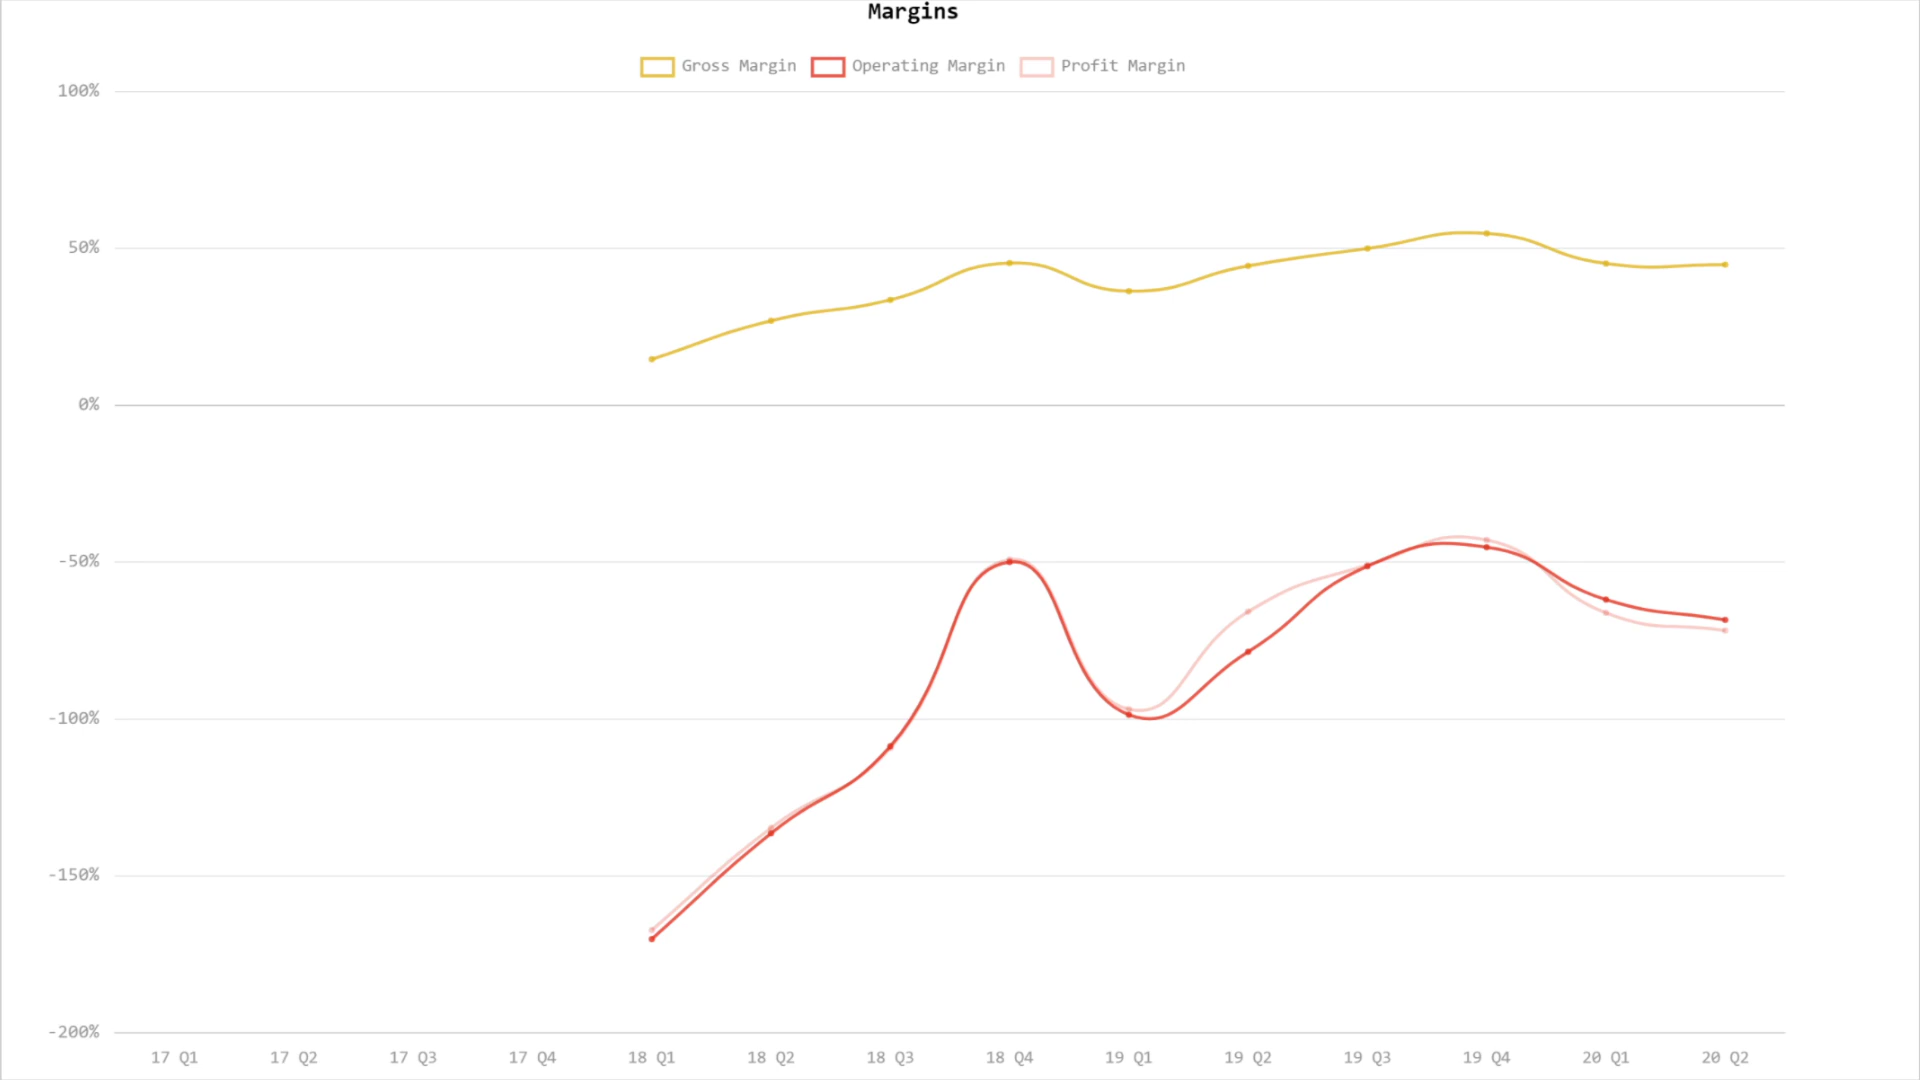 Margins
Gross Margin Operating Margin Profit Margin
100%
50%
0%
-50%
-100%
-150%
-200%
17 Q1 17 Q2 17 Q3 17 Q4 18 Q1 18 Q2 18 Q3 18 Q4 19 Q1 19 Q2 19 Q3 19 Q4 20 Q1 20 Q2